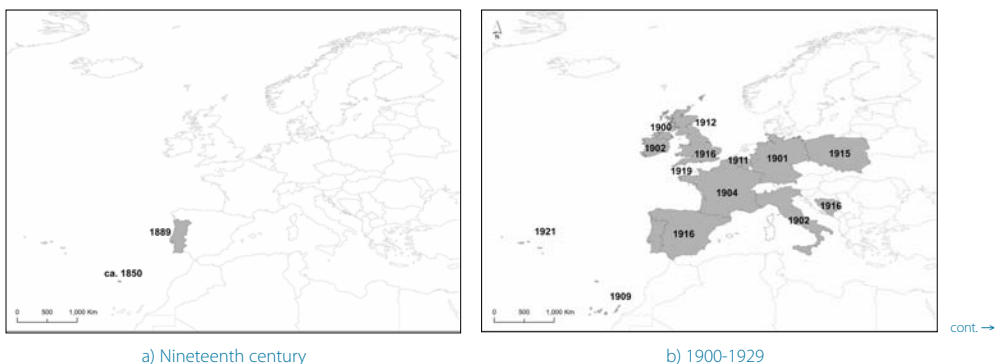 1889
ca. 1850
0 500 1,000 Km
a) Nineteenth century
N
1900
1912
1902
1916
1911
1901
1915
1919
1904
1916
1902
1916
1921
1909
0 500 1,000 Km
b) 1900-1929
cont. →